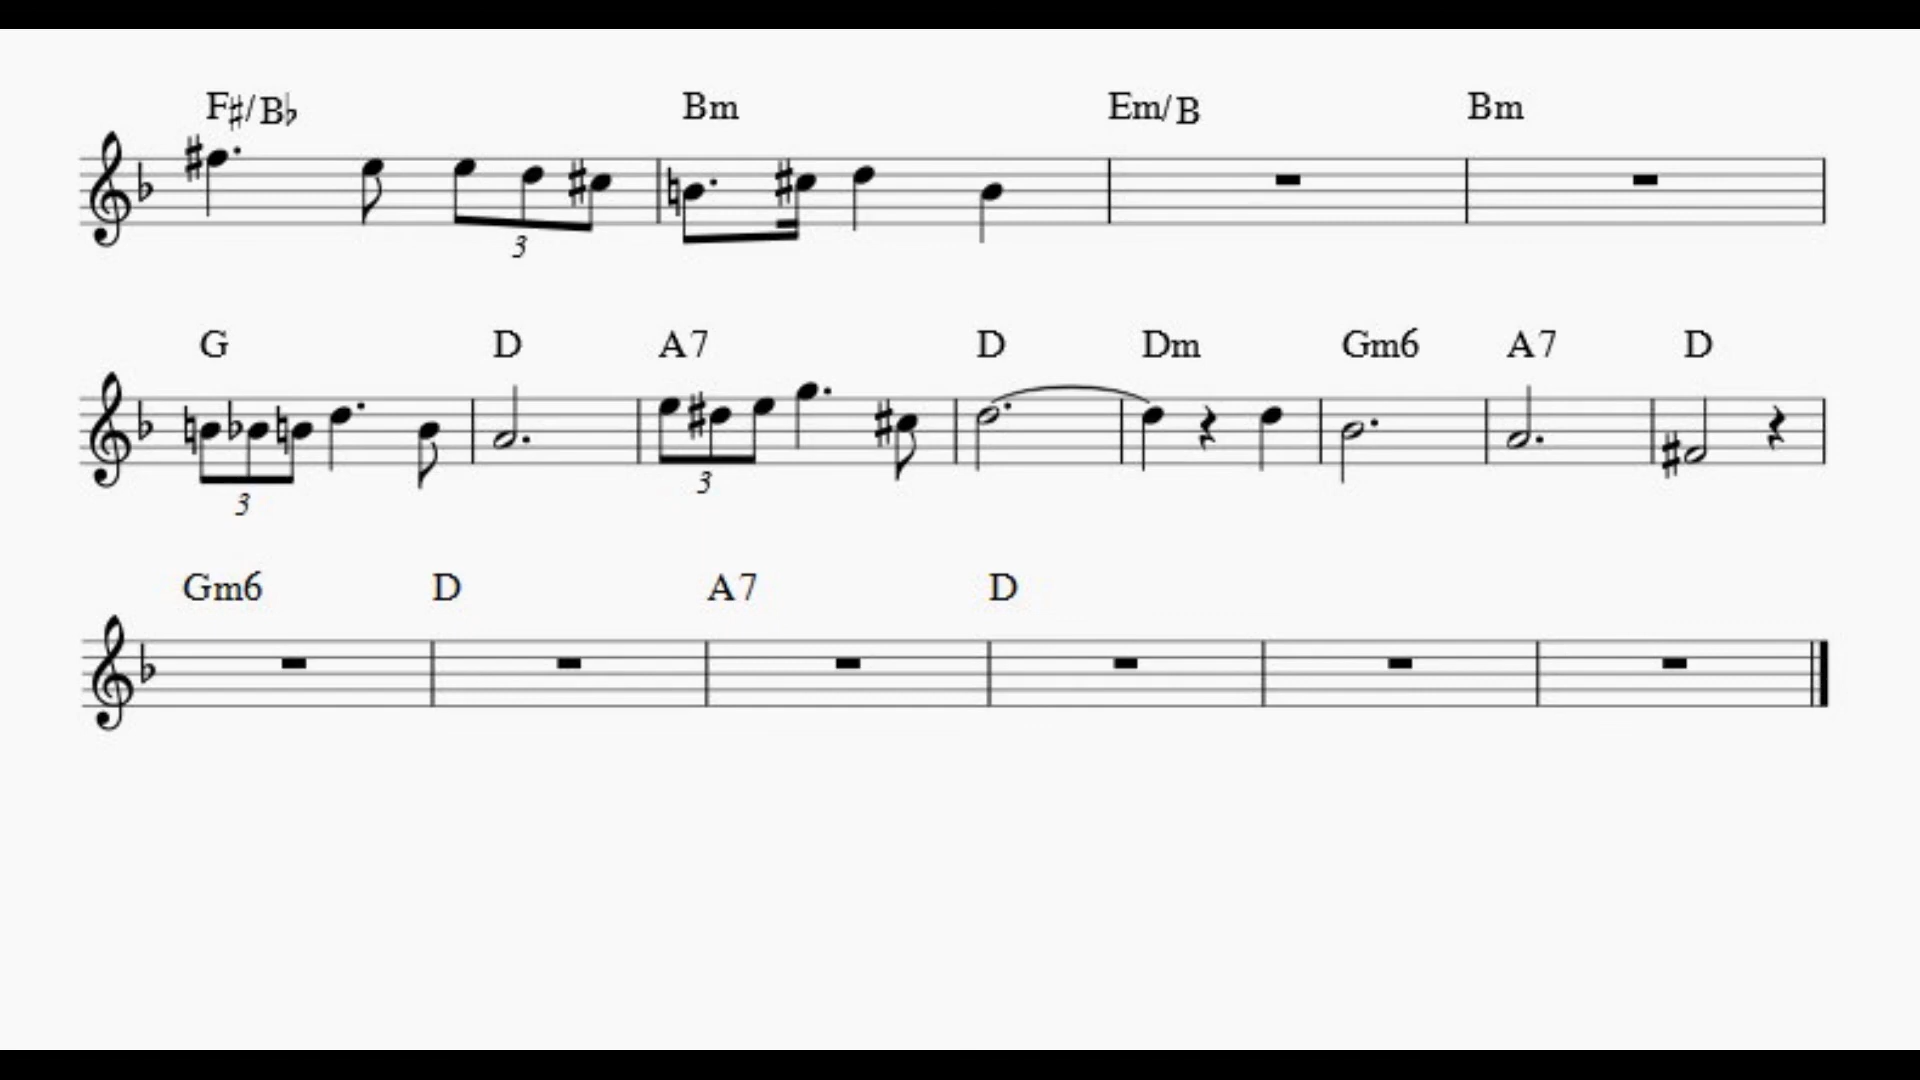 F♯/B♭ Bm Em/B Bm
3
G D A7 D Dm Gm6 A7 D
3 3
Gm6 D A7 D